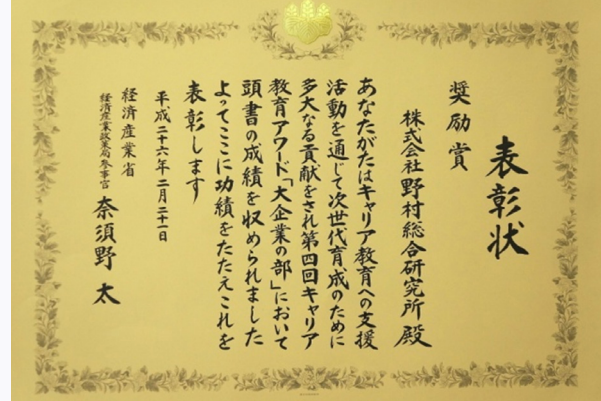 表彰状
奨励賞
株式会社野村総合研究所殿
あなたがたはキャリア教育への支援
活動を通じて次世代育成のために
多大なる貢献をされ第四回キャリア
教育アワード「大企業の部」において
頭書の成績を収められました
よってここに功績をたたえこれを
表彰します
平成二十六年二月二十一日
経済産業省
経済産業政策局参事官
奈須野太